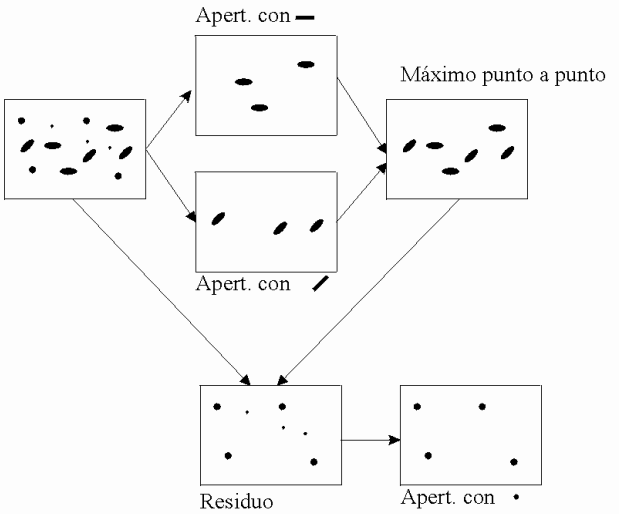 Apert. con
Máximo punto a punto
Apert. con
Residuo
Apert. con